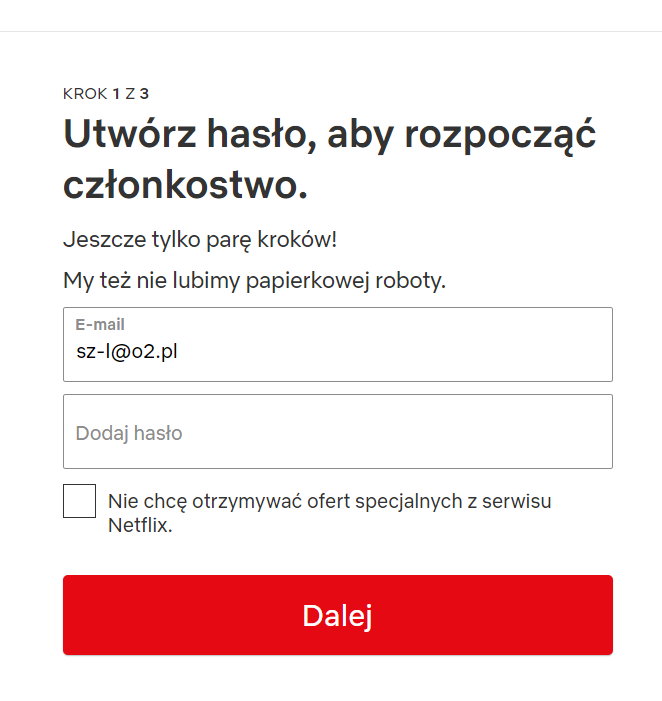 KROK 1 Z 3
Utwórz hasło, aby rozpocząć
członkostwo.
Jeszcze tylko parę kroków!
My też nie lubimy papierkowej roboty.
E-mail
sz-l@o2.pl
Dodaj hasło
Nie chcę otrzymywać ofert specjalnych z serwisu
Netflix.
Dalej